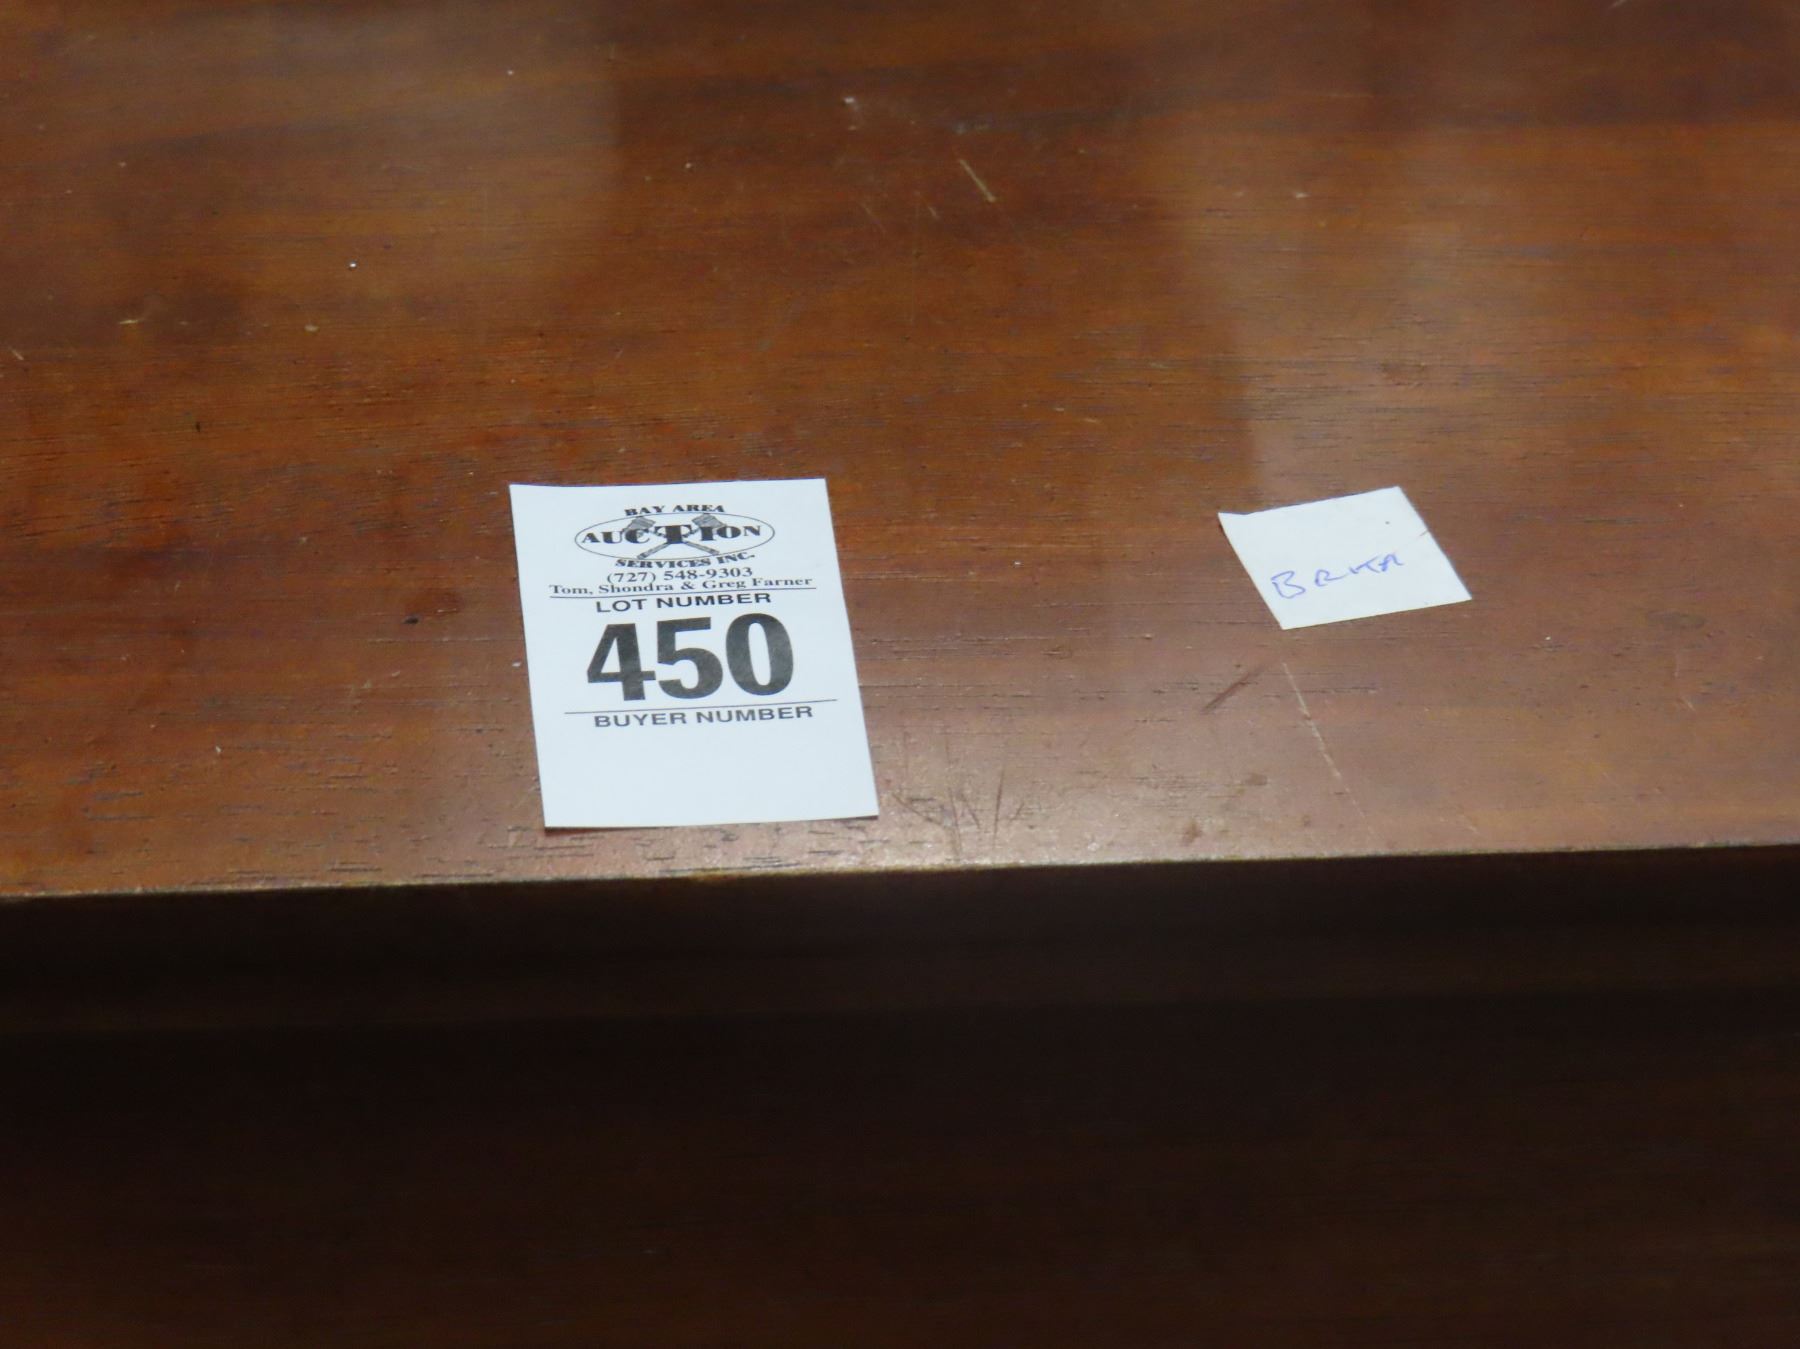 BAY AREA
AUCTION
SERVICES INC.
(727) 548-9303
Tom, Shondra & Greg Farner
LOT NUMBER
450
BUYER NUMBER